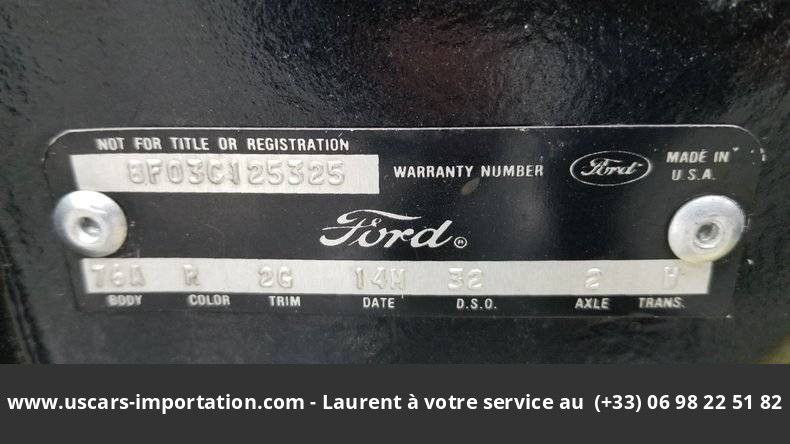 NOT FOR TITLE OR REGISTRATION
8F03C125325 WARRANTY NUMBER Ford MADE IN U.S.A.
Ford®
76A R 2G 14H 32 2 W
BODY COLOR TRIM DATE D.S.O. AXLE TRANS.
www.uscars-importation.com - Laurent à votre service au (+33) 06 98 22 51 82